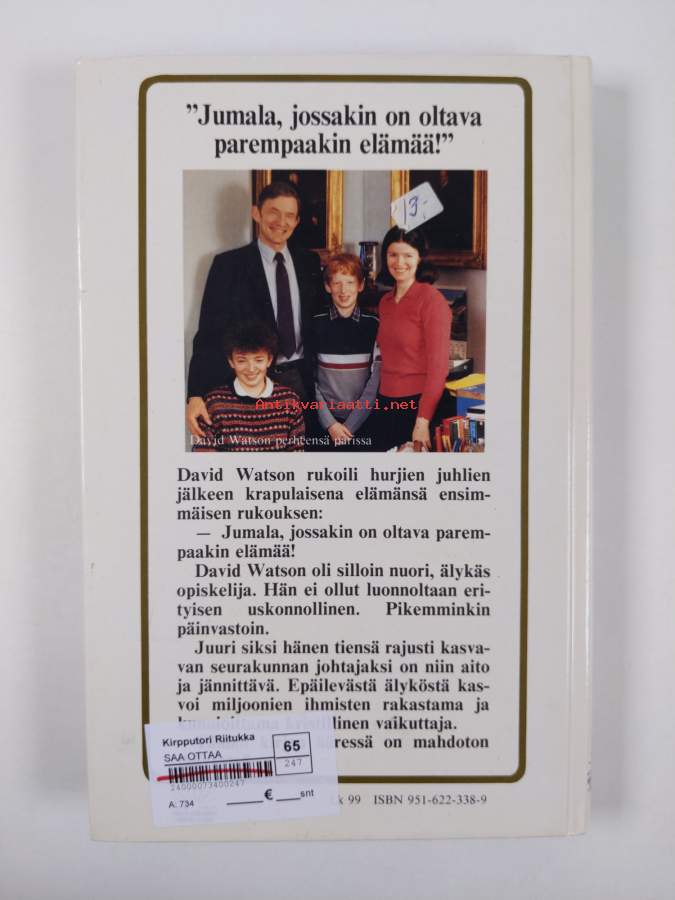 ”Jumala, jossakin on oltava
parempaakin elämää!”
13,-
Antikvariaatti.net
David Watson perheensä parissa
David Watson rukoili hurjien juhlien
jälkeen krapulaisena elämänsä ensim-
mäisen rukouksen:
— Jumala, jossakin on oltava parem-
paakin elämää!
David Watson oli silloin nuori, älykäs
opiskelija. Hän ei ollut luonnoltaan eri-
tyisen uskonnollinen. Pikemminkin
päinvastoin.
Juuri siksi hänen tiensä rajusti kasva-
van seurakunnan johtajaksi on niin aito
ja jännittävä. Epäilevästä älyköstä kas-
voi miljoonien ihmisten rakastama ja
vaikuttaja.
on mahdoton
Kirpputori Riitukka
SAA OTTAA
65
247
24000073400247
A: 734
€
snt
99 ISBN 951-622-338-9